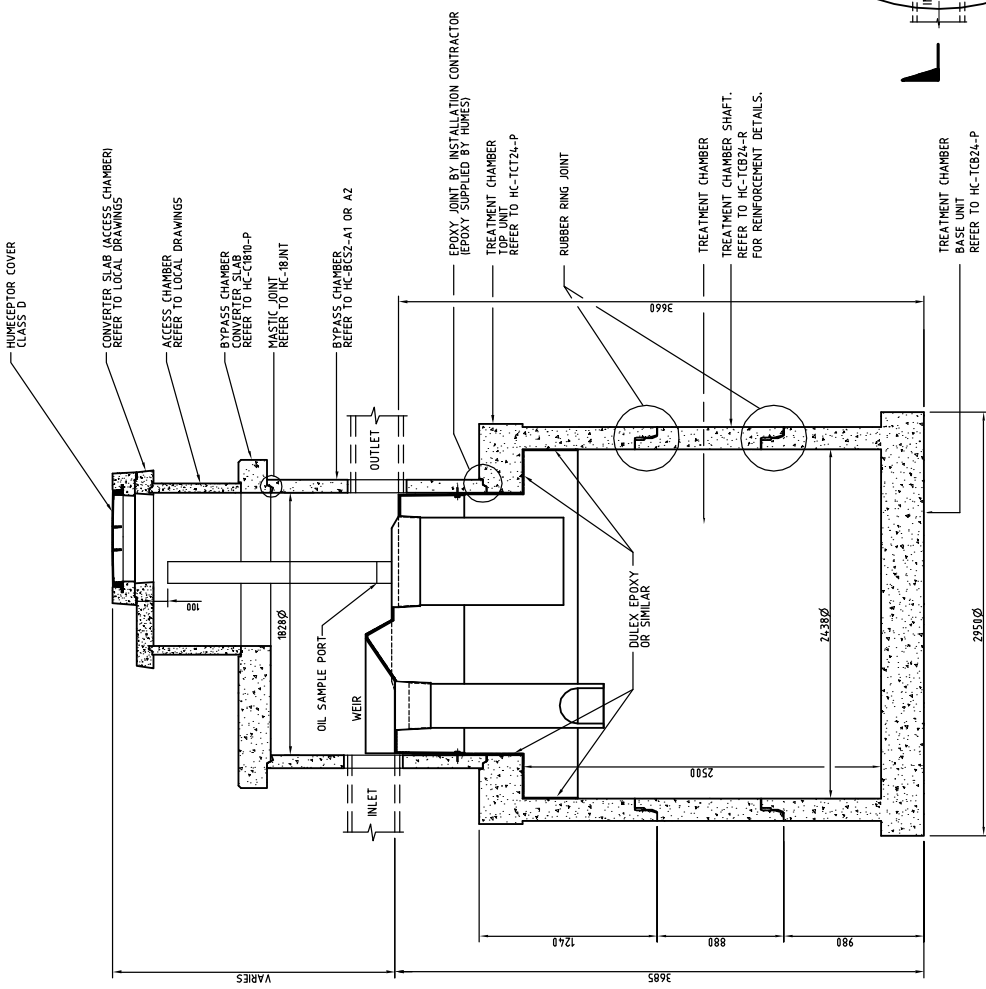 HUMECEPTOR COVER
CLASS D
CONVERTER SLAB (ACCESS CHAMBER)
REFER TO LOCAL DRAWINGS
ACCESS CHAMBER
REFER TO LOCAL DRAWINGS
BYPASS CHAMBER
CONVERTER SLAB
REFER TO HC-C1810-P
MASTIC JOINT
REFER TO HC-18JNT
BYPASS CHAMBER
REFER TO HC-BCS2-A1 OR A2
EPOXY JOINT BY INSTALLATION CONTRACTOR
(EPOXY SUPPLIED BY HUMES)
TREATMENT CHAMBER
TOP UNIT
REFER TO HC-TCT24-P
RUBBER RING JOINT
TREATMENT CHAMBER
TREATMENT CHAMBER SHAFT.
REFER TO HC-TCB24-R
FOR REINFORCEMENT DETAILS.
TREATMENT CHAMBER
BASE UNIT
REFER TO HC-TCB24-P
OUTLET
3660
100
1828Ø
OIL SAMPLE PORT
WEIR
DULEX EPOXY
OR SIMILAR
INLET
2500
2438Ø
2950Ø
1240
880
980
VARIES
3685